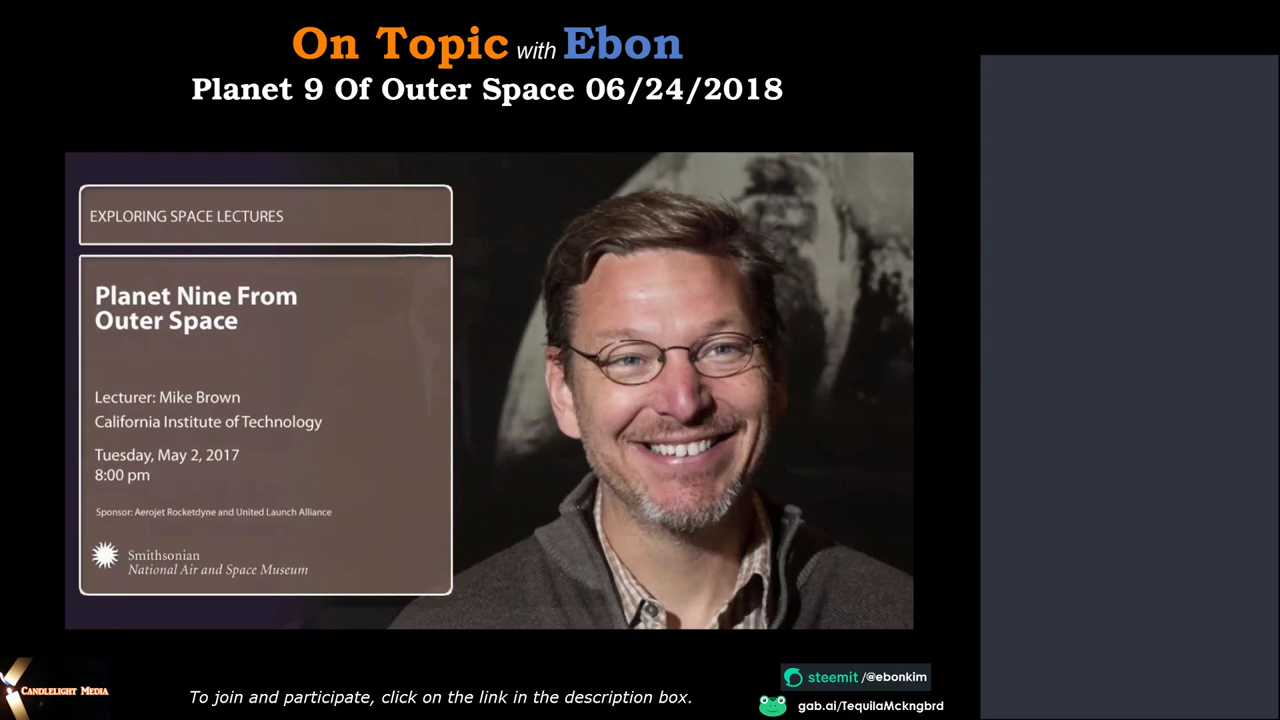 On Topic with Ebon
Planet 9 Of Outer Space 06/24/2018
EXPLORING SPACE LECTURES
Planet Nine From
Outer Space
Lecturer: Mike Brown
California Institute of Technology
Tuesday, May 2, 2017
8:00 pm
Sponsor: Aerojet Rocketdyne and United Launch Alliance
Smithsonian
National Air and Space Museum
CANDLELIGHT MEDIA
To join and participate, click on the link in the description box.
steemit /@ebonkim
gab.ai/TequilaMckngbrd